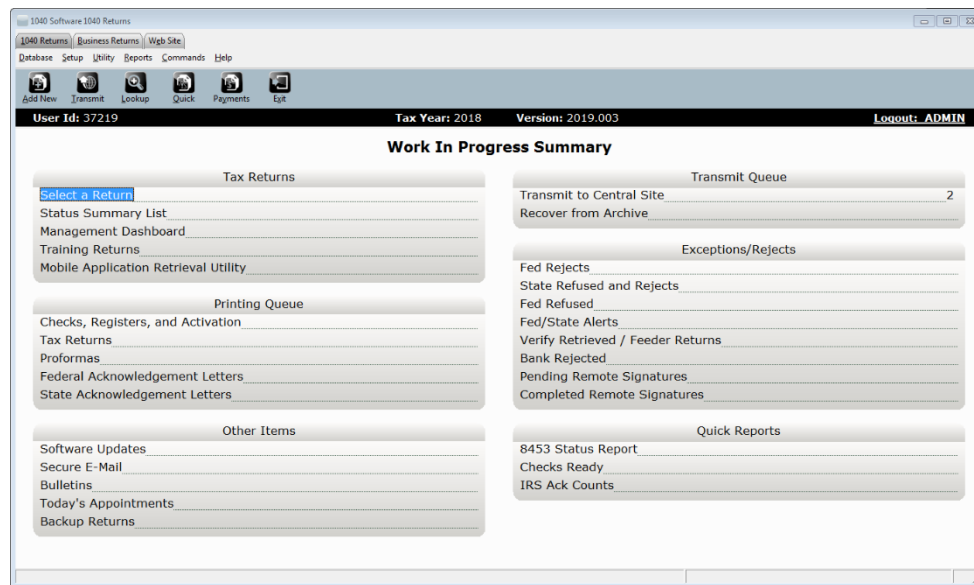 1040 Software 1040 Returns
1040 Returns Business Returns Web Site
Database Setup Utility Reports Commands Help
Add New Transmit Lookup Quick Payments Exit
User Id: 37219 Tax Year: 2018 Version: 2019.003 Logout: ADMIN
Work In Progress Summary
Tax Returns
Select a Return
Status Summary List
Management Dashboard
Training Returns
Mobile Application Retrieval Utility
Printing Queue
Checks, Registers, and Activation
Tax Returns
Proformas
Federal Acknowledgement Letters
State Acknowledgement Letters
Other Items
Software Updates
Secure E-Mail
Bulletins
Today's Appointments
Backup Returns
Transmit Queue
Transmit to Central Site 2
Recover from Archive
Exceptions/Rejects
Fed Rejects
State Refused and Rejects
Fed Refused
Fed/State Alerts
Verify Retrieved / Feeder Returns
Bank Rejected
Pending Remote Signatures
Completed Remote Signatures
Quick Reports
8453 Status Report
Checks Ready
IRS Ack Counts